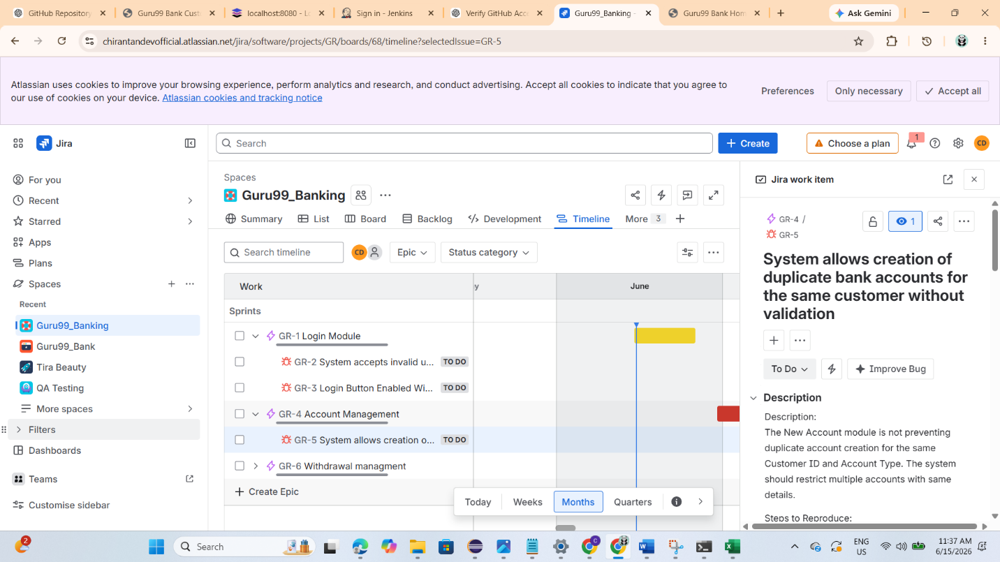 GitHub Repository
Guru99 Bank Cust
localhost:8080 - L
Sign in - Jenkins
Verify GitHub Acc
Guru99_Banking -
Guru99 Bank Hom
Ask Gemini
chirantandevofficial.atlassian.net/jira/software/projects/GR/boards/68/timeline?selectedIssue=GR-5
Atlassian uses cookies to improve your browsing experience, perform analytics and research, and conduct advertising. Accept all cookies to indicate that you agree to
our use of cookies on your device. Atlassian cookies and tracking notice
Preferences
Only necessary
Accept all
Jira
Search
Create
Choose a plan
1
CD
For you
Recent
Starred
Apps
Plans
Spaces
Recent
Guru99_Banking
Guru99_Bank
Tira Beauty
QA Testing
More spaces
Filters
Dashboards
Teams
Customise sidebar
Spaces
Guru99_Banking
Summary
List
Board
Backlog
Development
Timeline
More 3
Search timeline
CD
Epic
Status category
Work
y
June
Sprints
GR-1 Login Module
GR-2 System accepts invalid u... TO DO
GR-3 Login Button Enabled Wi... TO DO
GR-4 Account Management
GR-5 System allows creation o... TO DO
GR-6 Withdrawal managment
Create Epic
Today
Weeks
Months
Quarters
Jira work item
GR-4 /
GR-5
1
System allows creation of
duplicate bank accounts for
the same customer without
validation
To Do
Improve Bug
Description
Description:
The New Account module is not preventing
duplicate account creation for the same
Customer ID and Account Type. The system
should restrict multiple accounts with same
details.
Steps to Reproduce:
2
Search
C
ENG
US
11:37 AM
6/15/2026